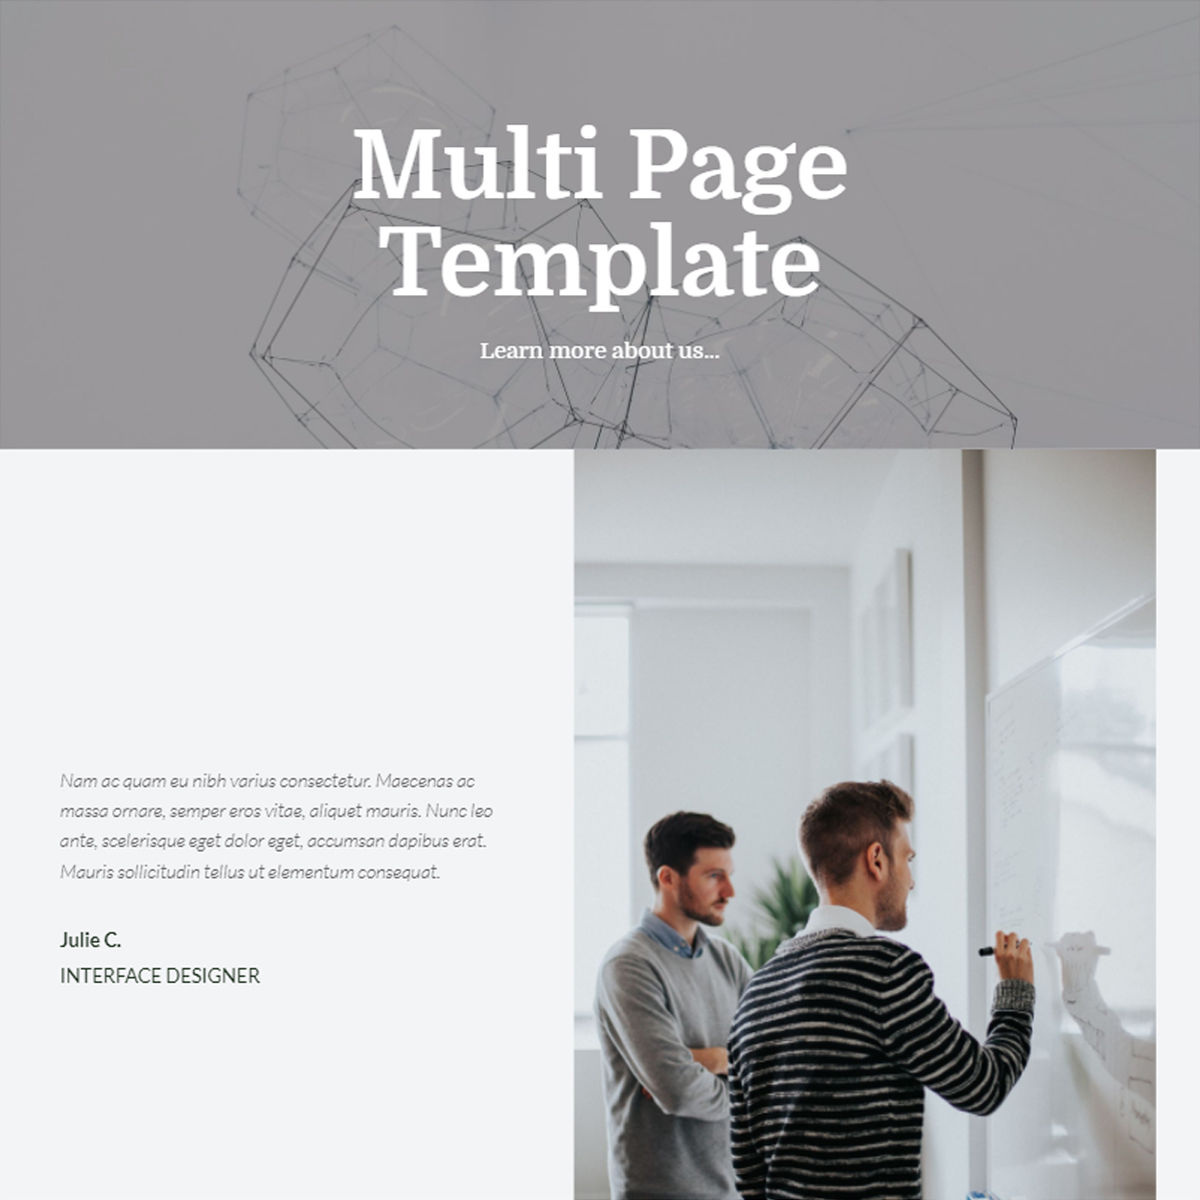 Multi Page
Template
Learn more about us...
Nam ac quam eu nibh varius consectetur. Maecenas ac
massa ornare, semper eros vitae, aliquet mauris. Nunc leo
ante, scelerisque eget dolor eget, accumsan dapibus erat.
Mauris sollicitudin tellus ut elementum consequat.
Julie C.
INTERFACE DESIGNER